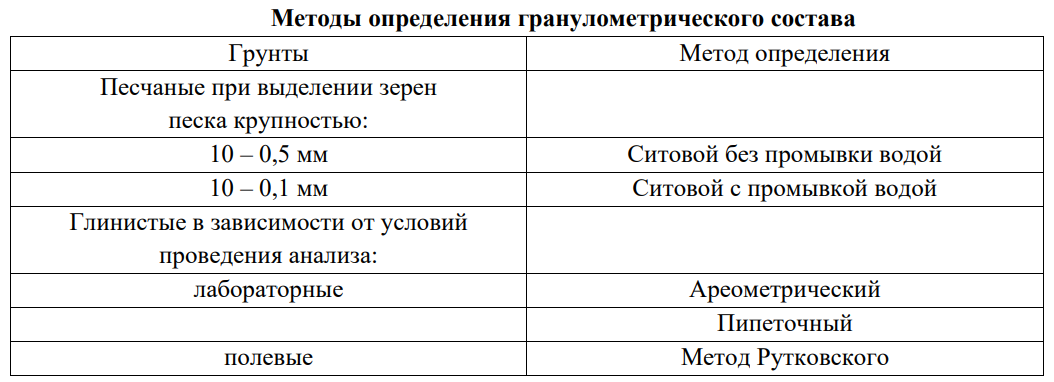 Методы определения гранулометрического состава
Грунты Метод определения
Песчаные при выделении зерен
песка крупностью:
10 – 0,5 мм Ситовой без промывки водой
10 – 0,1 мм Ситовой с промывкой водой
Глинистые в зависимости от условий
проведения анализа:
лабораторные Ареометрический
Пипеточный
полевые Метод Рутковского